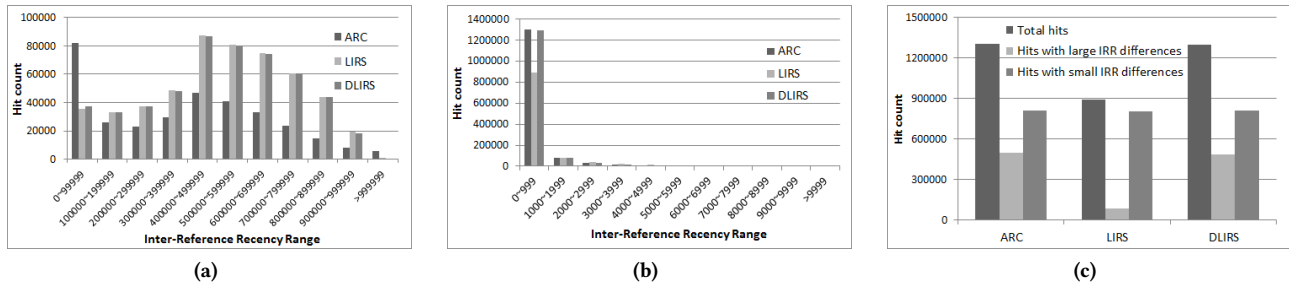 100000
80000
60000
40000
20000
0
Hit count
ARC
LIRS
DLIRS
0~99999
100000~199999
200000~299999
300000~399999
400000~499999
500000~599999
600000~699999
700000~799999
800000~899999
900000~999999
>999999
Inter-Reference Recency Range
(a)
1400000
1200000
1000000
800000
600000
400000
200000
0
Hit count
ARC
LIRS
DLIRS
0~999
1000~1999
2000~2999
3000~3999
4000~4999
5000~5999
6000~6999
7000~7999
8000~8999
9000~9999
>9999
Inter-Reference Recency Range
(b)
1500000
1200000
900000
600000
300000
0
Hit count
Total hits
Hits with large IRR differences
Hits with small IRR differences
ARC
LIRS
DLIRS
(c)